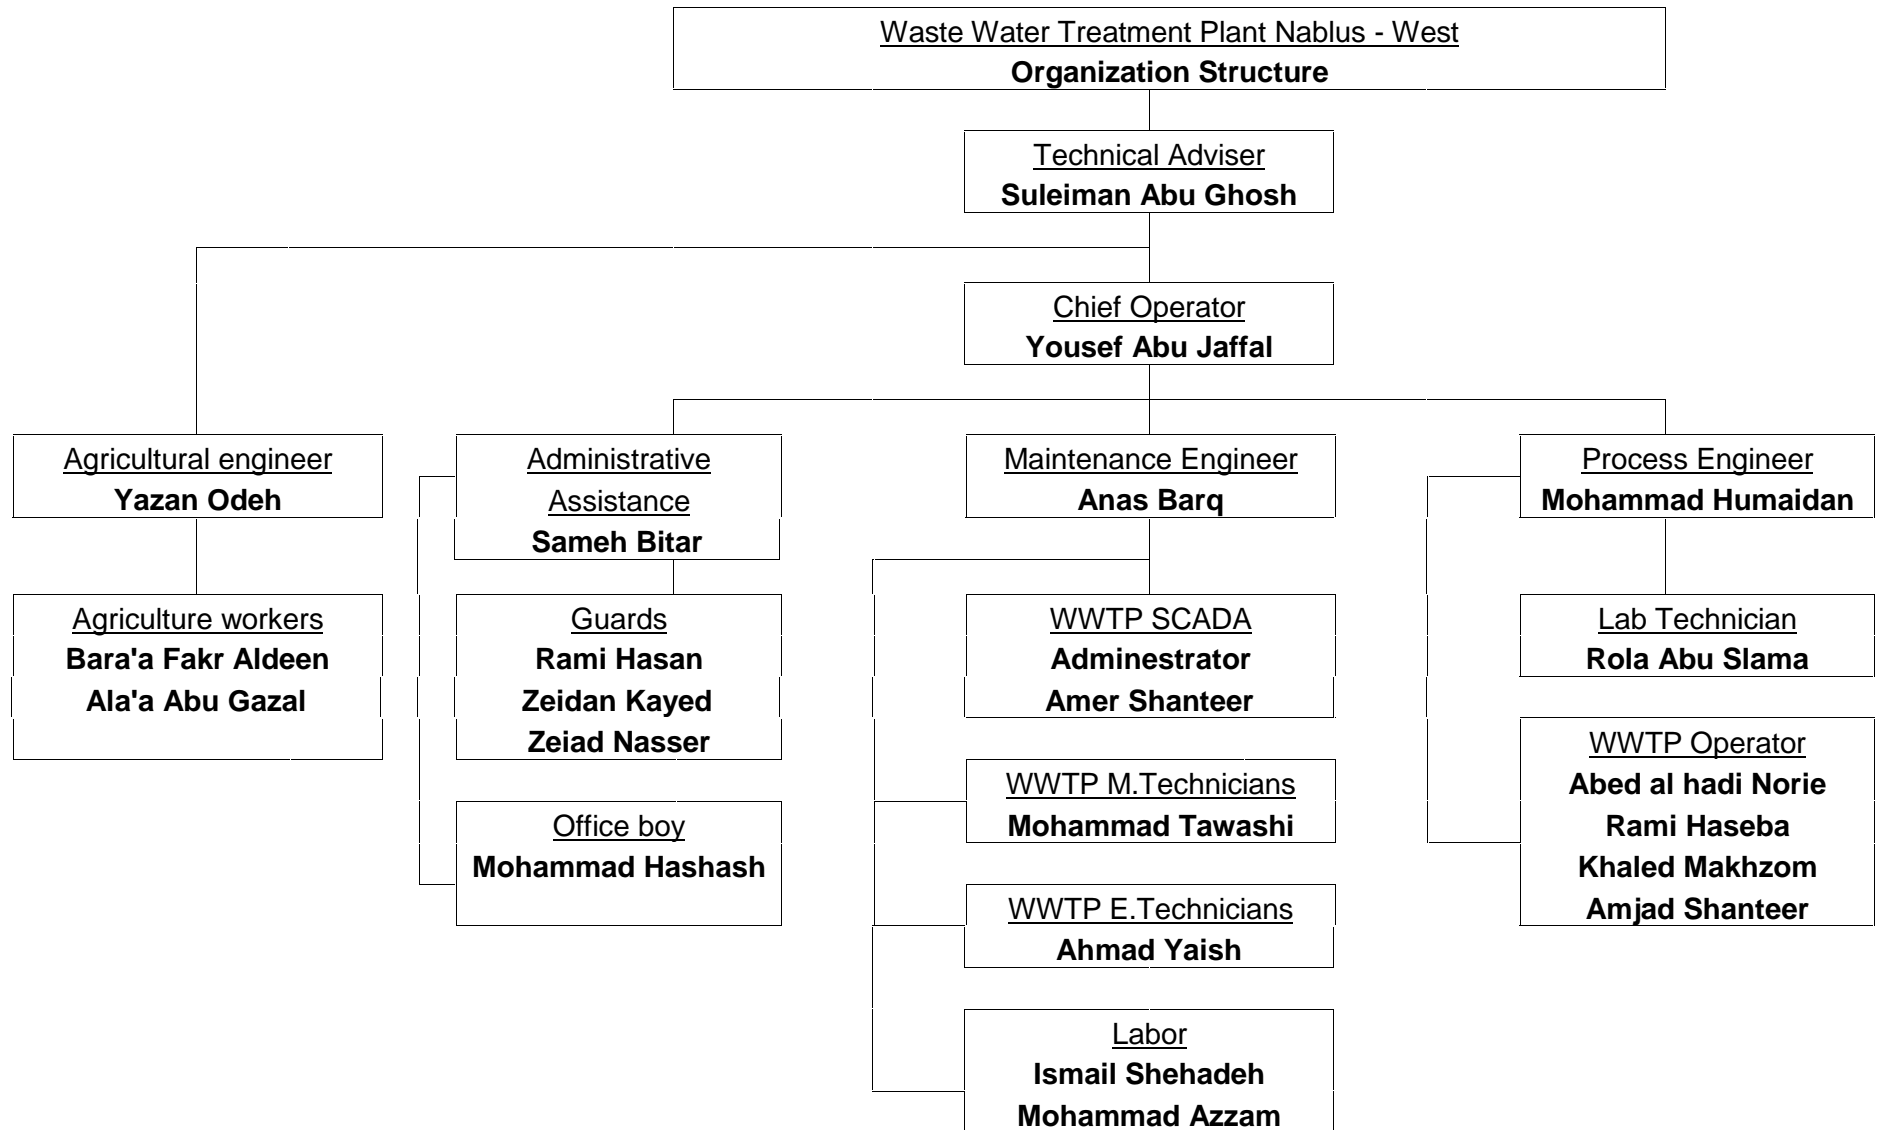 Waste Water Treatment Plant Nablus - West
Organization Structure
Technical Adviser
Suleiman Abu Ghosh
Chief Operator
Yousef Abu Jaffal
Agricultural engineer
Yazan Odeh
Administrative
Assistance
Sameh Bitar
Maintenance Engineer
Anas Barq
Process Engineer
Mohammad Humaidan
Agriculture workers
Bara'a Fakr Aldeen
Ala'a Abu Gazal
Guards
Rami Hasan
Zeidan Kayed
Zeiad Nasser
Office boy
Mohammad Hashash
WWTP SCADA
Adminestrator
Amer Shanteer
WWTP M.Technicians
Mohammad Tawashi
WWTP E.Technicians
Ahmad Yaish
Labor
Ismail Shehadeh
Mohammad Azzam
Lab Technician
Rola Abu Slama
WWTP Operator
Abed al hadi Norie
Rami Haseba
Khaled Makhzom
Amjad Shanteer